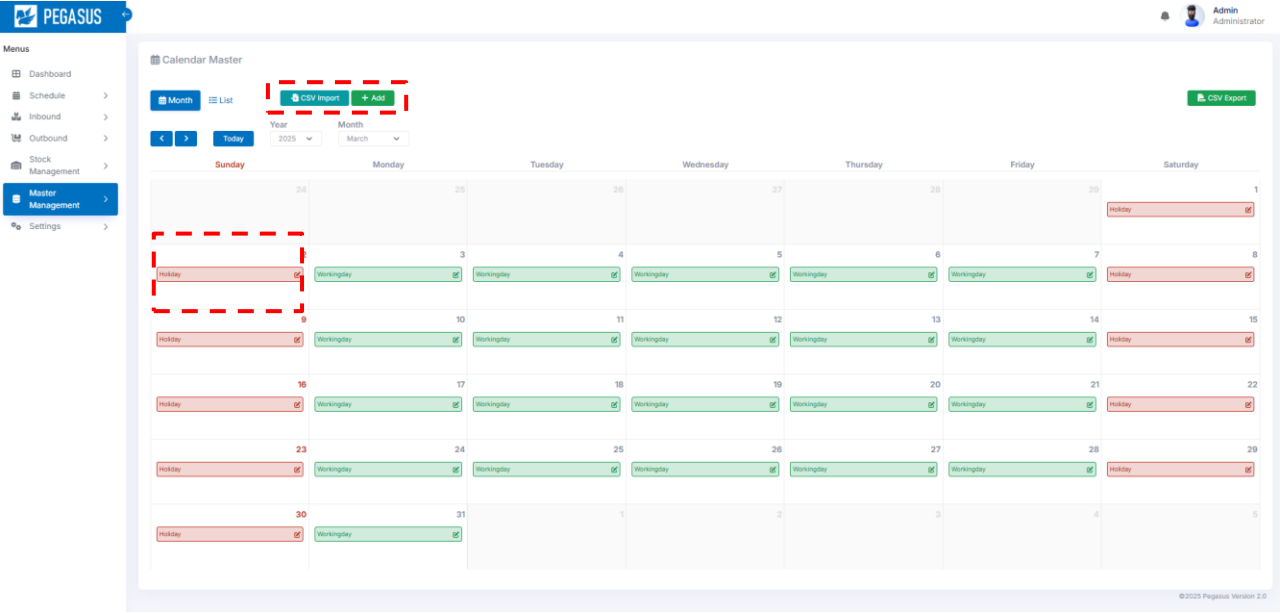 PEGASUS
Admin
Administrator
Menus
Dashboard
Schedule
Inbound
Outbound
Stock
Management
Master
Management
Settings
Calendar Master
Month List CSV Import + Add CSV Export
Year Month
< > Today 2025 March
Sunday Monday Tuesday Wednesday Thursday Friday Saturday
24 25 26 27 28 29 1
Holiday
2 3 4 5 6 7 8
Holiday Workingday Workingday Workingday Workingday Workingday Holiday
9 10 11 12 13 14 15
Holiday Workingday Workingday Workingday Workingday Workingday Holiday
16 17 18 19 20 21 22
Holiday Workingday Workingday Workingday Workingday Workingday Holiday
23 24 25 26 27 28 29
Holiday Workingday Workingday Workingday Workingday Workingday Holiday
30 31 1 2 3 4 5
Holiday Workingday
©2025 Pegasus Version 2.0